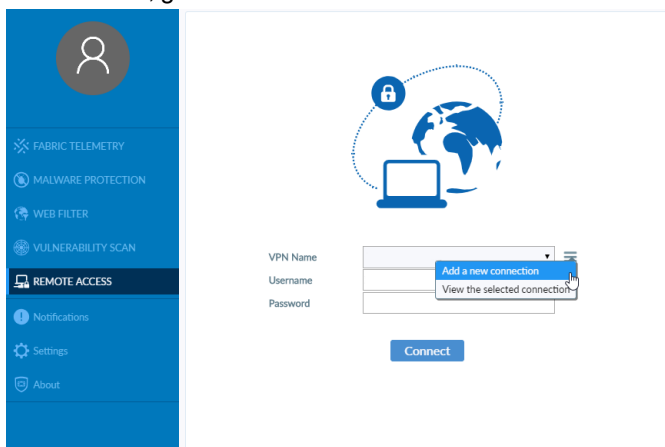 FABRIC TELEMETRY
MALWARE PROTECTION
WEB FILTER
VULNERABILITY SCAN
REMOTE ACCESS
Notifications
Settings
About
VPN Name
Add a new connection
Username
View the selected connection
Password
Connect